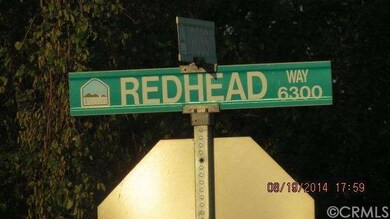 REDHEAD WAY
6300
08/19/2014 17:59
©CRMLS